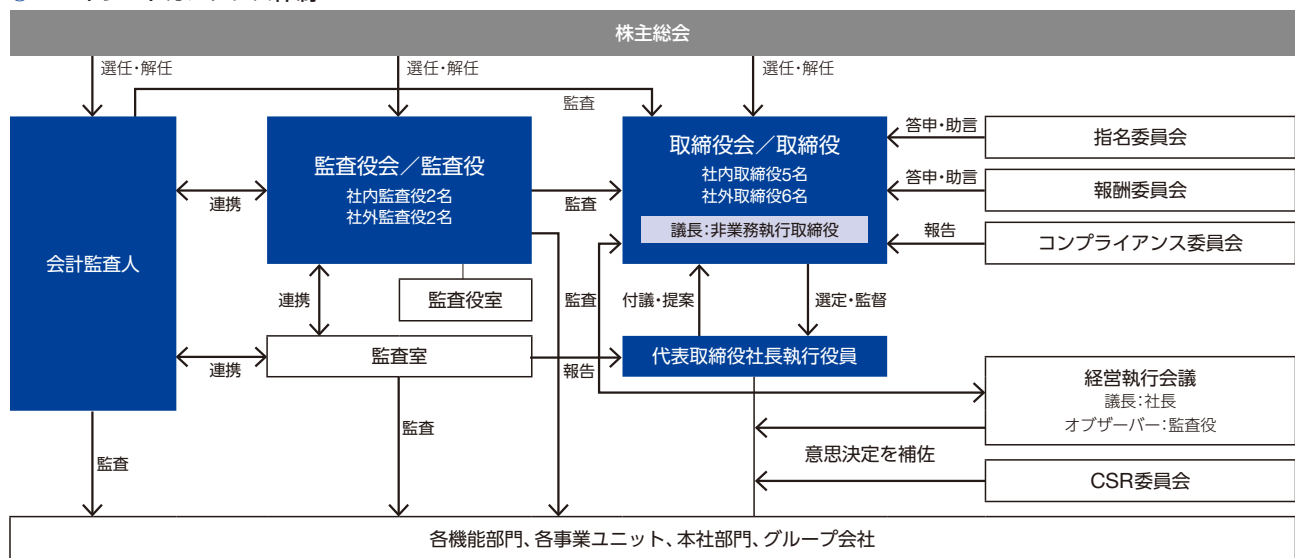 株主総会
選任・解任
選任・解任
選任・解任
監査
会計監査人
監査役会／監査役
社内監査役2名
社外監査役2名
取締役会／取締役
社内取締役5名
社外取締役6名
議長：非業務執行取締役
答申・助言
指名委員会
答申・助言
報酬委員会
報告
コンプライアンス委員会
連携
監査
連携
監査役室
監査
付議・提案
選定・監督
連携
監査室
報告
代表取締役社長執行役員
経営執行会議
議長：社長
オブザーバー：監査役
監査
監査
意思決定を補佐
CSR委員会
各機能部門、各事業ユニット、本社部門、グループ会社